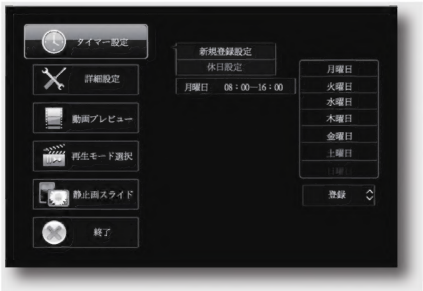 タイマー設定
詳細設定
動画プレビュー
再生モード選択
静止画スライド
終了
新規登録設定
休日設定
月曜日 08:00—16:00
月曜日
火曜日
水曜日
木曜日
金曜日
土曜日
日曜日
登録